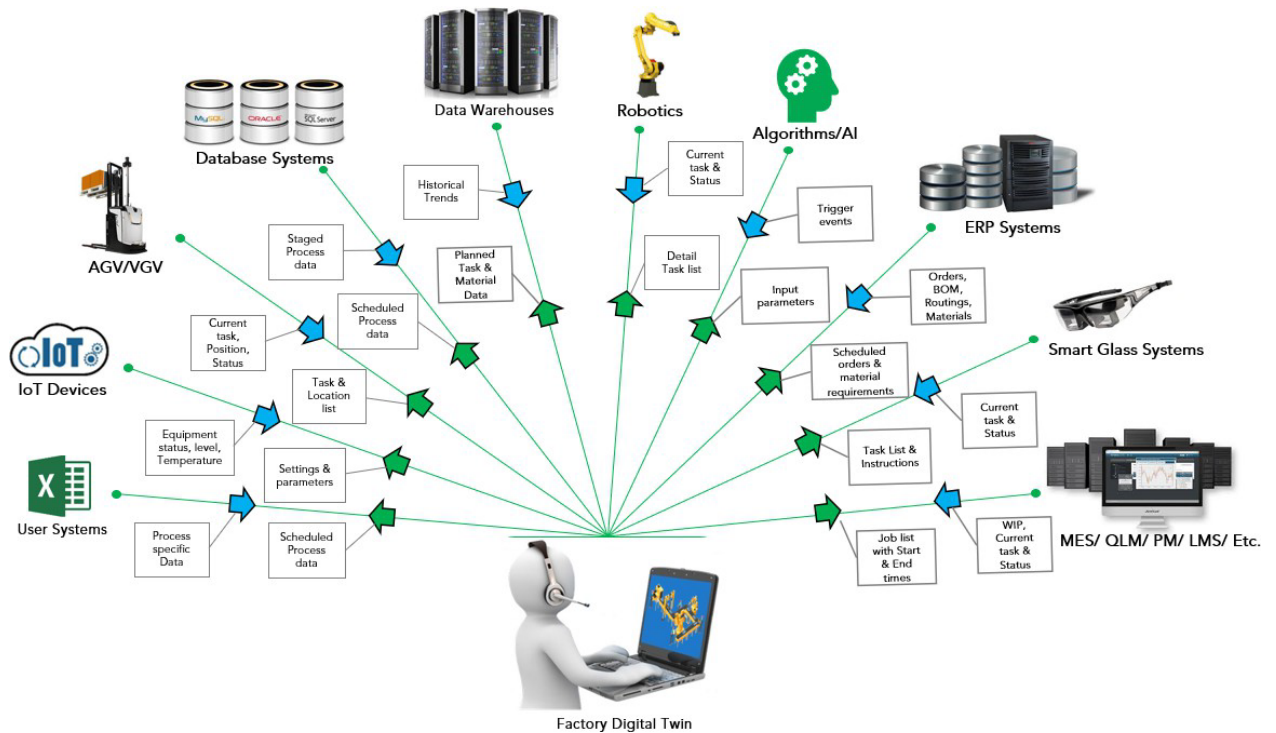 Data Warehouses
Robotics
Algorithms/AI
MySQL
ORACLE
SQL Server
Database Systems
ERP Systems
AGV/VGV
Smart Glass Systems
IoT
IoT Devices
X
User Systems
MES/ QLM/ PM/ LMS/ Etc.
Historical
Trends
Current
task &
Status
Trigger
events
Staged
Process
data
Planned
Task &
Material
Data
Detail
Task list
Input
parameters
Orders,
BOM,
Routings,
Materials
Current
task,
Position,
Status
Scheduled
Process
data
Scheduled
orders &
material
requirements
Task &
Location
list
Current
task &
Status
Equipment
status, level,
Temperature
Settings &
parameters
Task List &
Instructions
Process
specific
Data
Scheduled
Process
data
Job list
with Start
& End
times
WIP,
Current
task &
Status
Factory Digital Twin